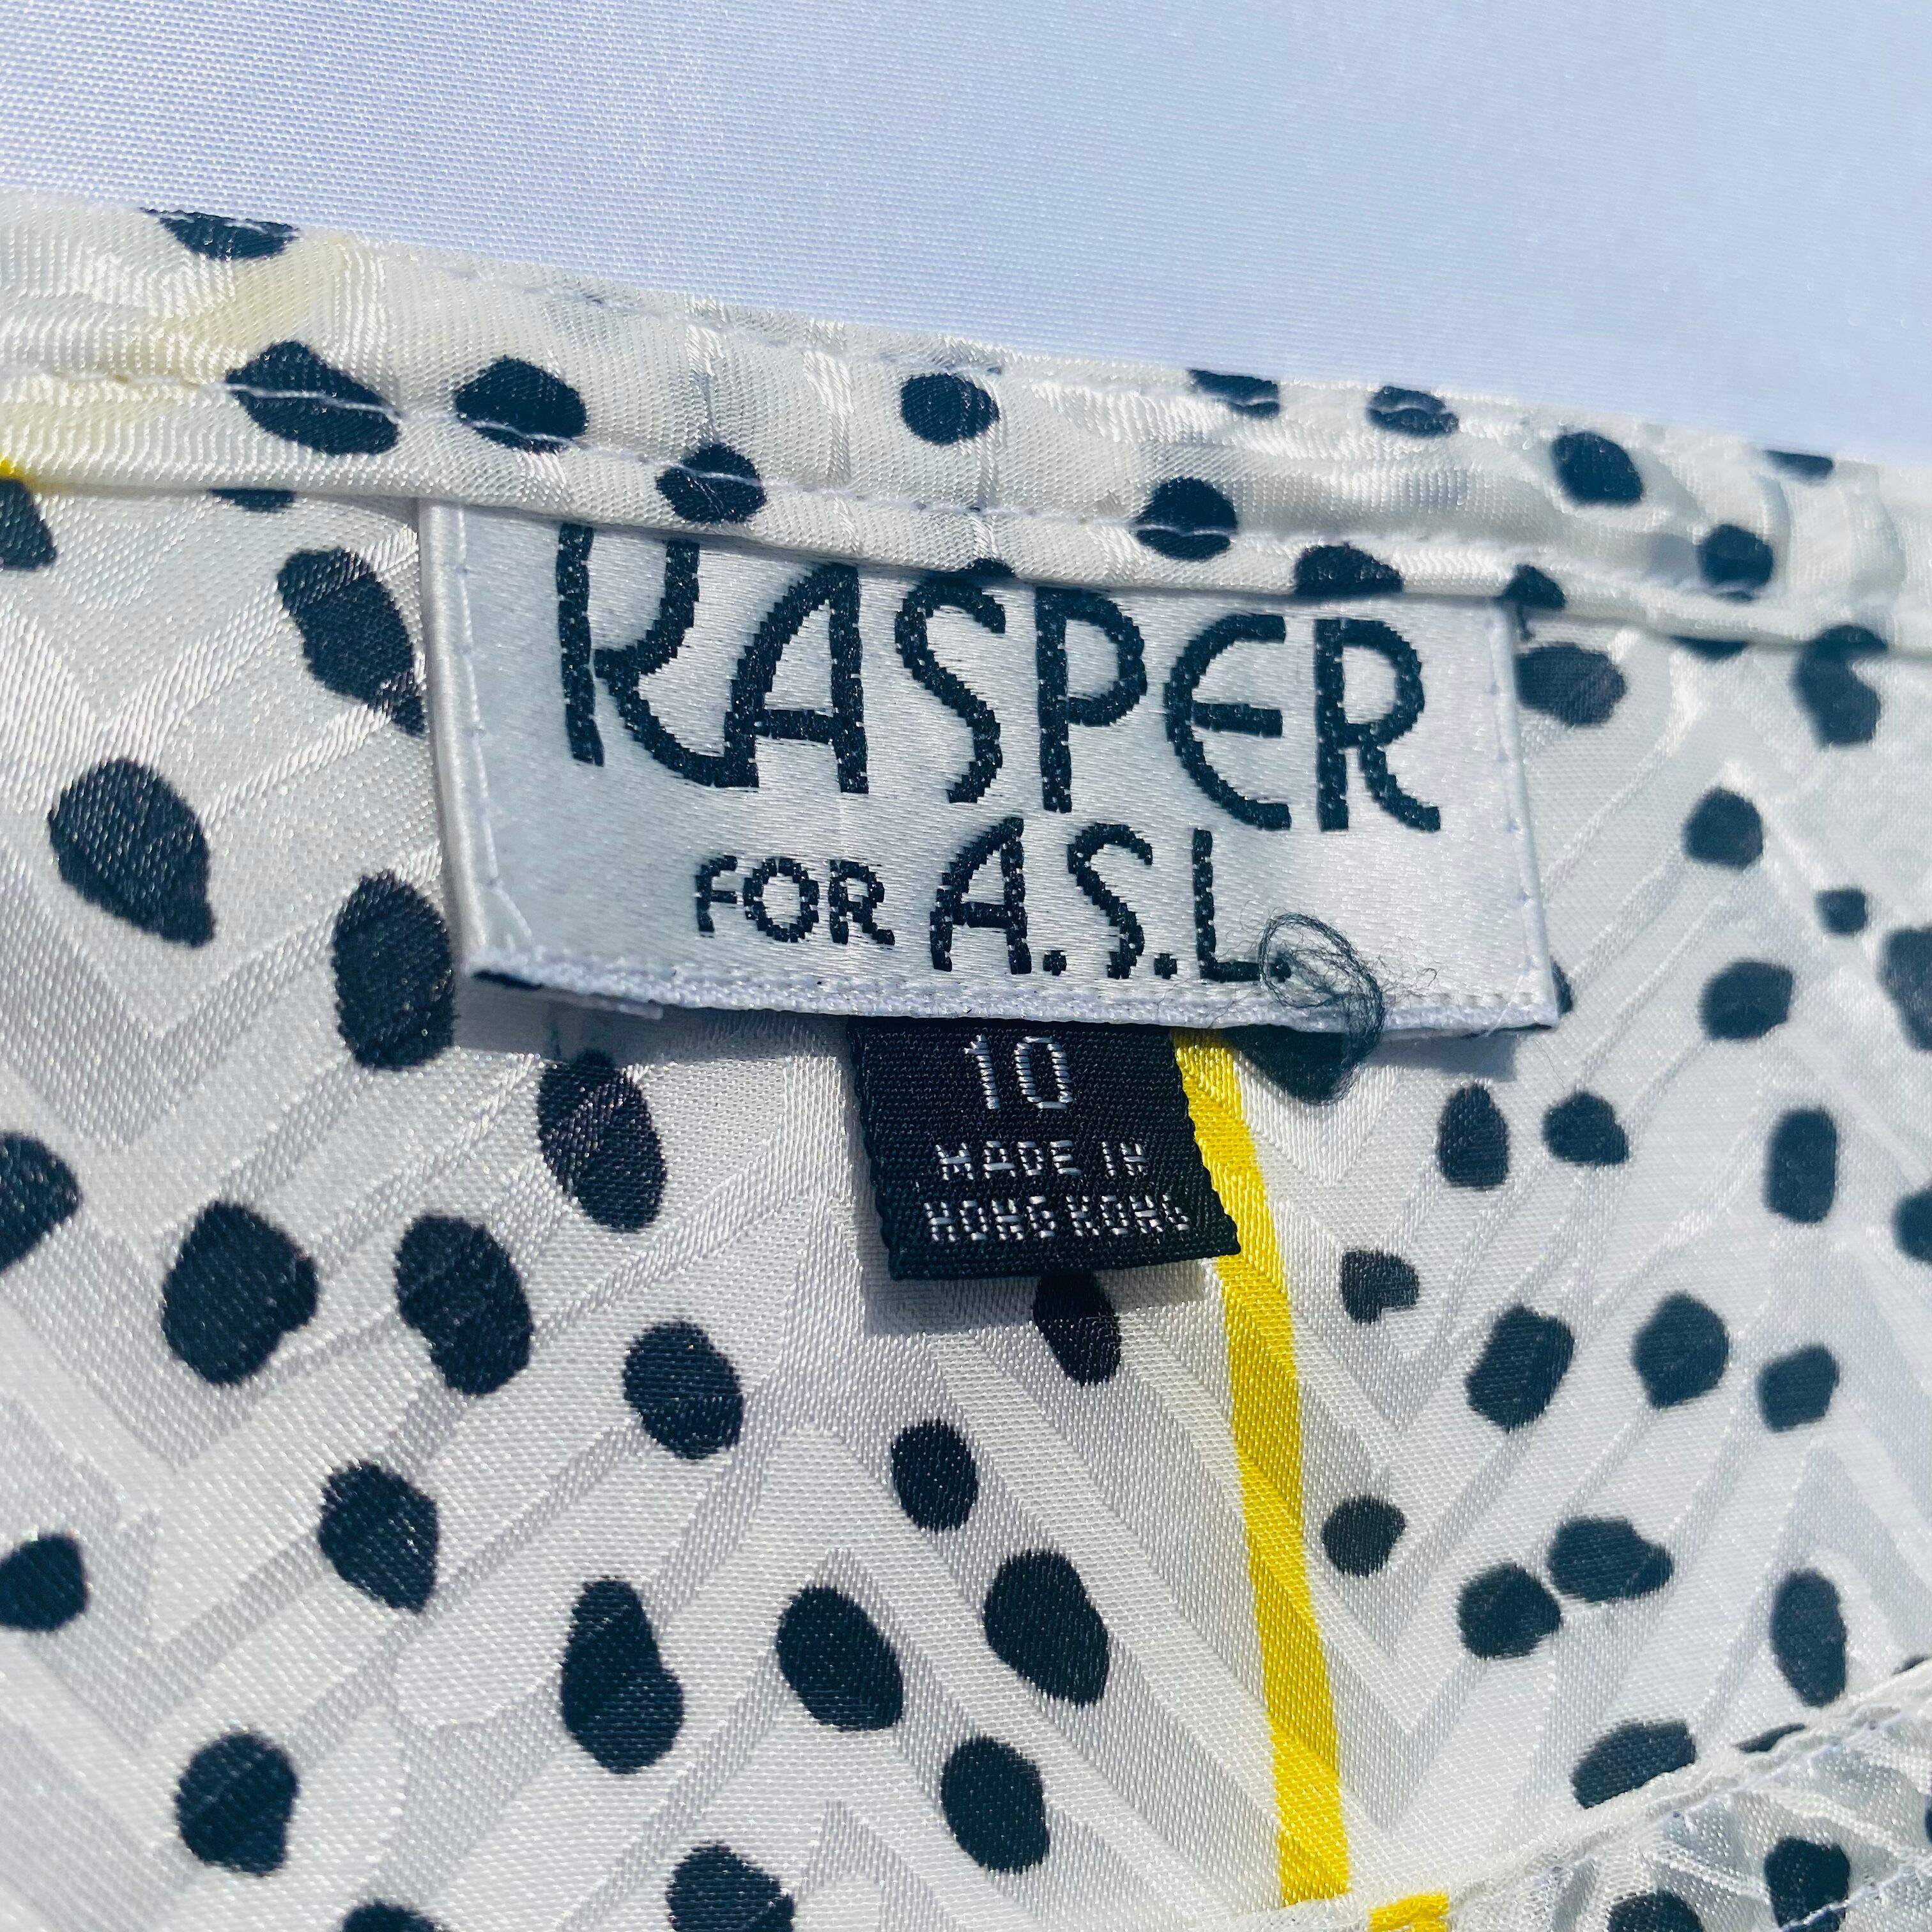 KASPER
FOR A.S.L.
10
MADE IN
HONG KONG